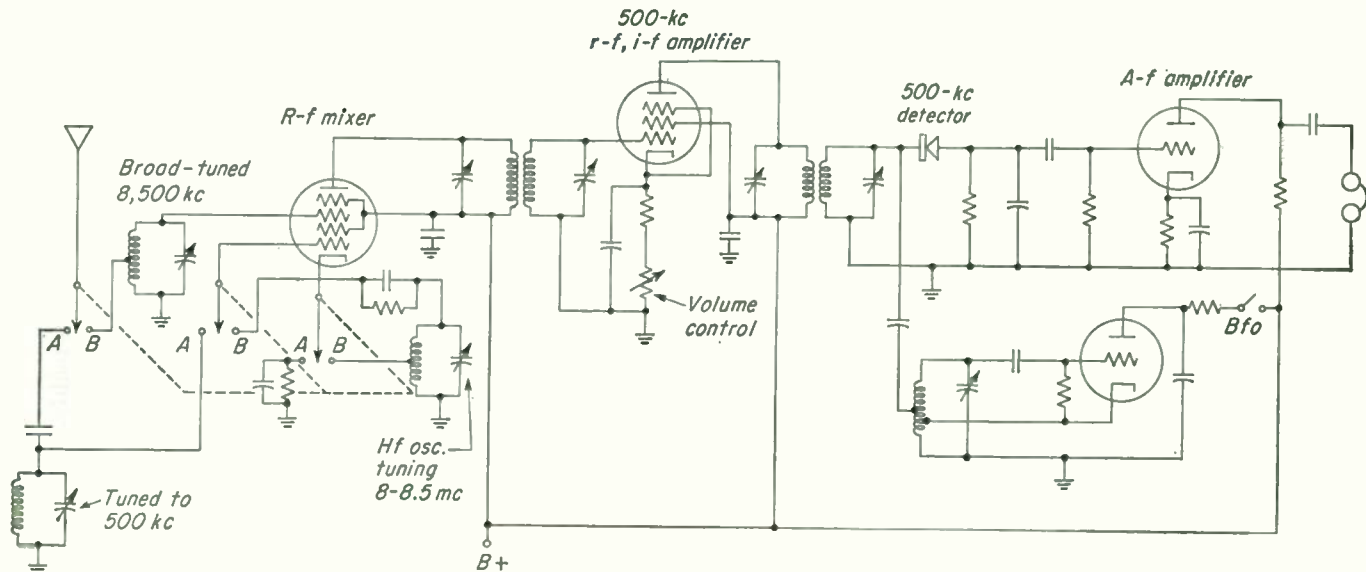 500-kc
r-f, i-f amplifier
A-f amplifier
500-kc
detector
R-f mixer
Broad-tuned
8,500 kc
Volume
control
A
B
A
B
A
B
Bfo
Hf osc.
tuning
8-8.5 mc
Tuned to
500 kc
B+